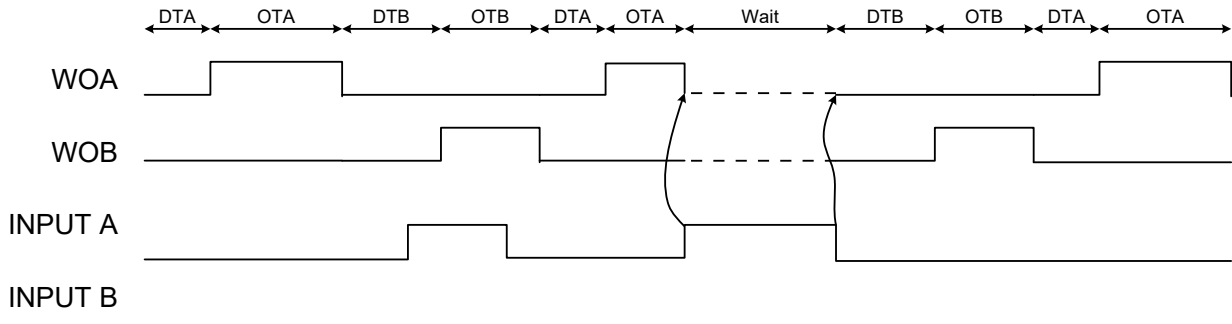 DTA OTA DTB OTB DTA OTA Wait DTB OTB DTA OTA
WOA
WOB
INPUT A
INPUT B